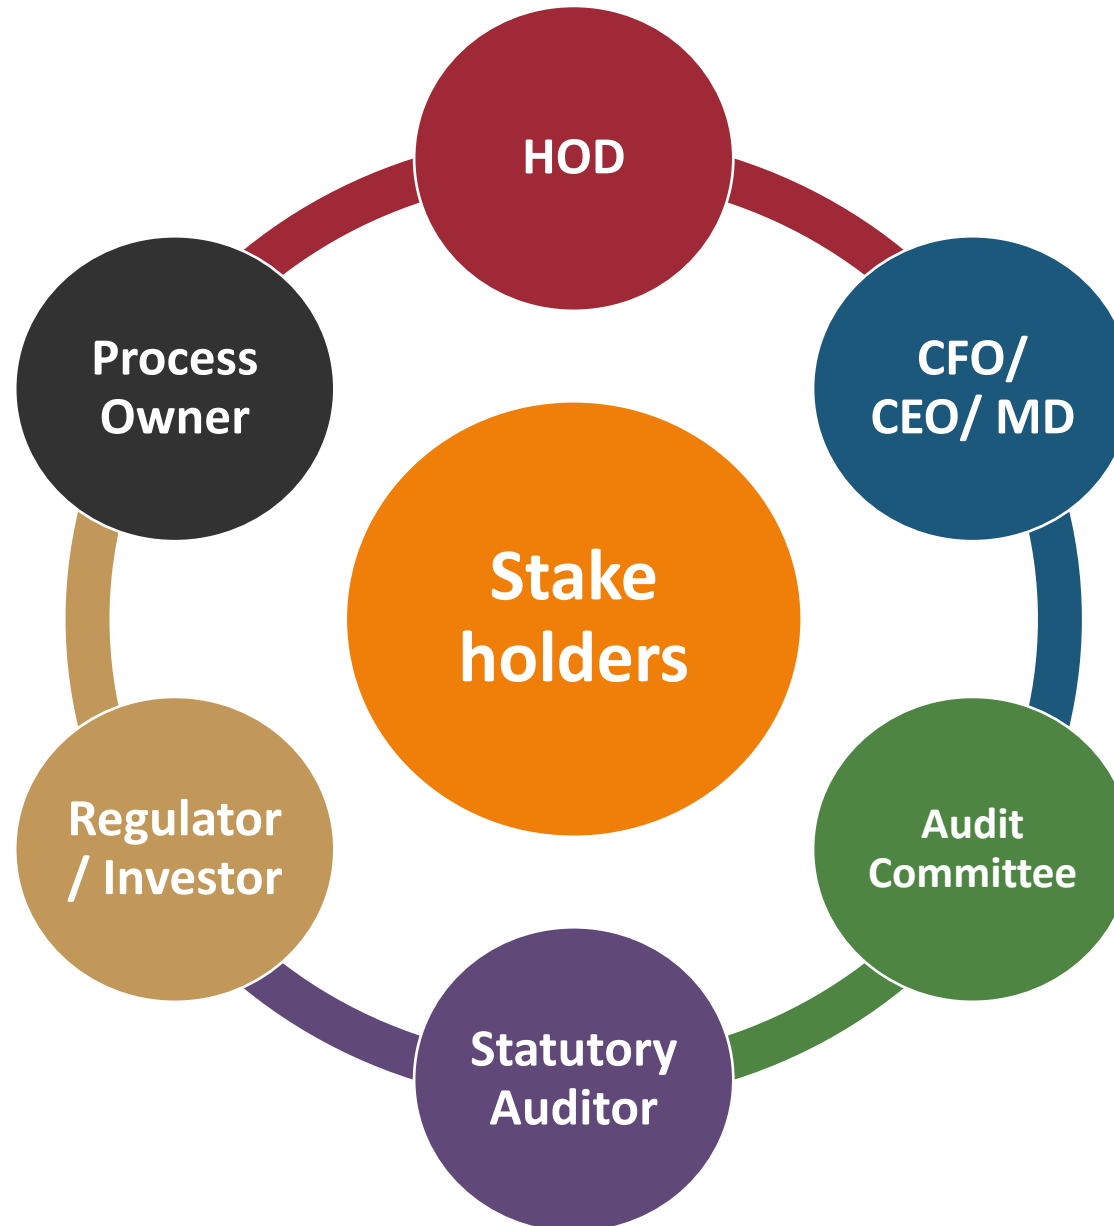 HOD
Process
Owner
CFO/
CEO/ MD
Stake
holders
Regulator
/ Investor
Audit
Committee
Statutory
Auditor